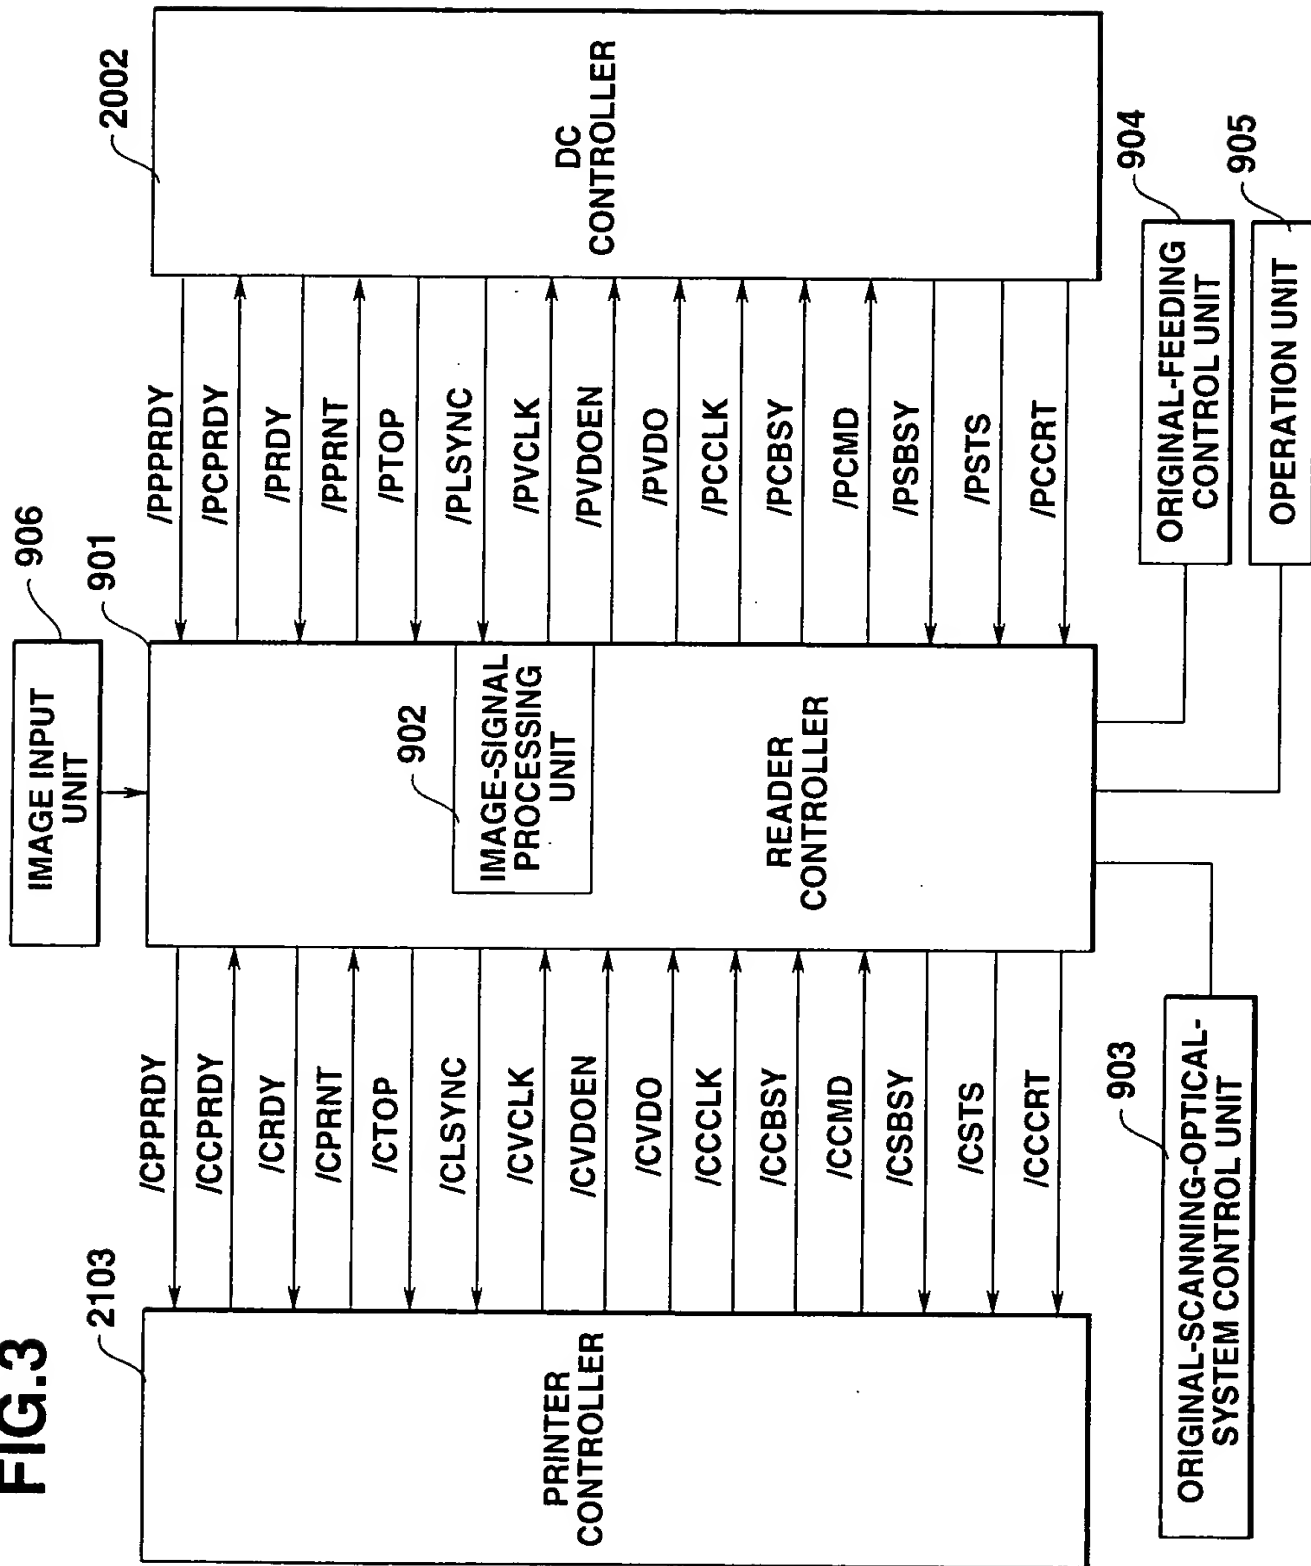 FIG.3
2103
PRINTER
CONTROLLER
/CPPRDY
/CCPRDY
/CRDY
/CPRNT
/CTOP
/CLSYNC
/CVCLK
/CVDOEN
/CVDO
/CCCLK
/CCBSY
/CCMD
/CSBSY
/CSTS
/CCCRT
903
ORIGINAL-SCANNING-OPTICAL-
SYSTEM CONTROL UNIT
906
IMAGE INPUT
UNIT
901
902
IMAGE-SIGNAL
PROCESSING
UNIT
READER
CONTROLLER
/PPPRDY
/PCPRDY
/PRDY
/PPRNT
/PTOP
/PLSYNC
/PVCLK
/PVDOEN
/PVDO
/PCCLK
/PCBSY
/PCMD
/PSBSY
/PSTS
/PCCRT
2002
DC
CONTROLLER
904
ORIGINAL-FEEDING
CONTROL UNIT
905
OPERATION UNIT